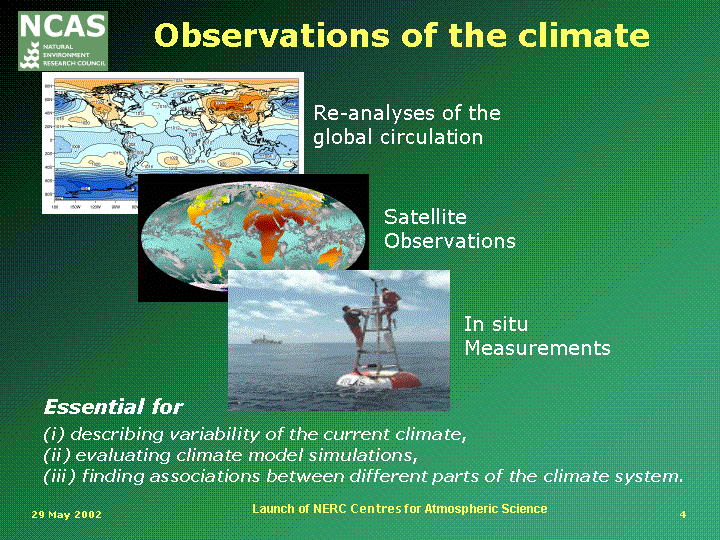 NCAS
NATURAL
ENVIRONMENT
RESEARCH COUNCIL
Observations of the climate
Re-analyses of the
global circulation
Satellite
Observations
In situ
Measurements
Essential for
(i) describing variability of the current climate,
(ii) evaluating climate model simulations,
(iii) finding associations between different parts of the climate system.
29 May 2002
Launch of NERC Centres for Atmospheric Science
4